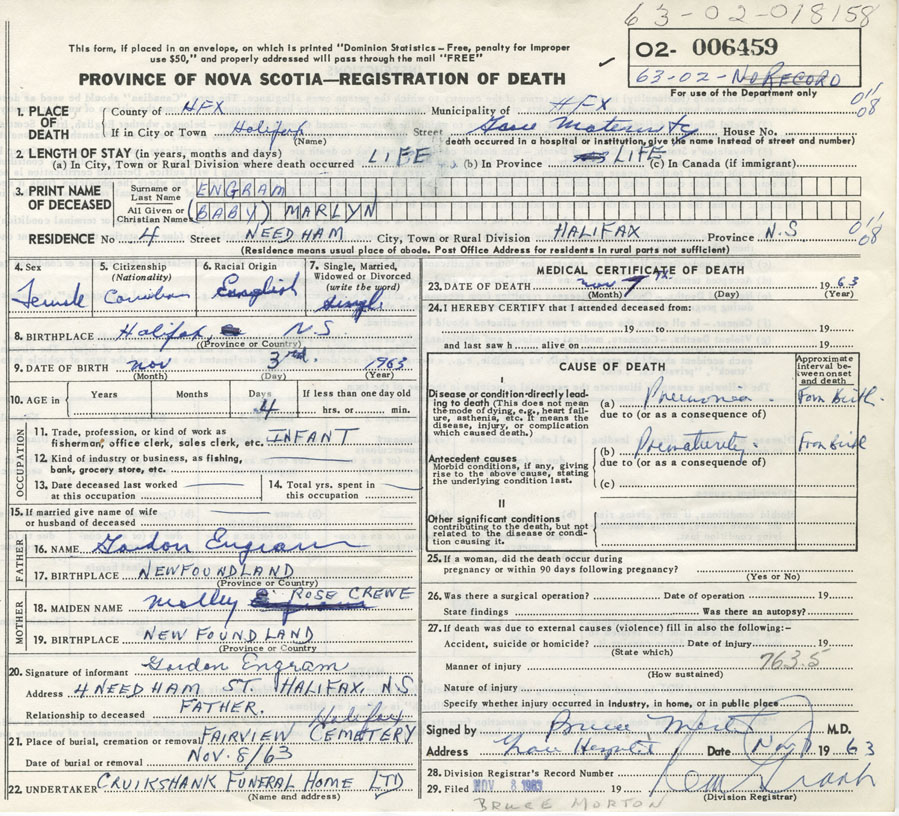 63-02-018158
This form, if placed in an envelope, on which is printed "Dominion Statistics—Free, penalty for improper
use $50," and properly addressed will pass through the mail "FREE"
02- 006459
63-02-No RECORD
For use of the Department only
PROVINCE OF NOVA SCOTIA—REGISTRATION OF DEATH
1. PLACE OF DEATH { County of HFX Municipality of HFX
If in City or Town Halifax (Name) Street Grace Maternity House No.
death occurred in a hospital or institution, give the name instead of street and number)
011 08
2. LENGTH OF STAY (in years, months and days)
(a) In City, Town or Rural Division where death occurred LIFE (b) In Province LIFE (c) In Canada (if immigrant)
3. PRINT NAME OF DECEASED
Surname or Last Name ENGRAM
All Given or Christian Names (BABY) MARLYN
RESIDENCE No 4 Street NEEDHAM City, Town or Rural Division HALIFAX Province N.S
011 08
(Residence means usual place of abode. Post Office Address for residents in rural parts not sufficient)
4. Sex Female
5. Citizenship (Nationality) Canadian
6. Racial Origin English
7. Single, Married, Widowed or Divorced (write the word) Single
8. BIRTHPLACE Halifax, N.S
(Province or Country)
9. DATE OF BIRTH Nov 3rd. 1963
(Month) (Day) (Year)
10. AGE in { Years Months Days 4 If less than one day old
hrs. or min.
OCCUPATION
11. Trade, profession, or kind of work as
fisherman, office clerk, sales clerk, etc. INFANT
12. Kind of industry or business, as fishing,
bank, grocery store, etc.
13. Date deceased last worked
at this occupation
14. Total yrs. spent in
this occupation
15. If married give name of wife
or husband of deceased
FATHER
16. NAME Gordon Engram
17. BIRTHPLACE NEWFOUNDLAND
(Province or Country)
MOTHER
18. MAIDEN NAME Molley ROSE CREWE
19. BIRTHPLACE NEWFOUNDLAND
(Province or Country
20. Signature of informant Gordon Engram
Address 4 NEEDHAM ST. HALIFAX, N S
Relationship to deceased FATHER.
Halifax
21. Place of burial, cremation or removal FAIRVIEW CEMETERY
Date of burial or removal NOV. 8/63
22. UNDERTAKER CRUIKSHANK FUNERAL HOME LTD
(Name and address)
MEDICAL CERTIFICATE OF DEATH
23. DATE OF DEATH Nov 7th. 1963
(Month) (Day) (Year)
24. I HEREBY CERTIFY that I attended deceased from:
19 to 19
and last saw h alive on 19
CAUSE OF DEATH
Approximate interval between onset and death
I
Disease or condition directly leading to death (This does not mean the mode of dying, e.g., heart failure, asthenia, etc. It means the disease, injury, or complication which caused death.)
(a) Pneumonia From Birth.
due to (or as a consequence of)
Antecedent causes
Morbid conditions, if any, giving rise to the above cause, stating the underlying condition last.
(b) Prematurity From Birth
due to (or as a consequence of)
(c)
II
Other significant conditions
contributing to the death, but not related to the disease or condition causing it.
25. If a woman, did the death occur during
pregnancy or within 90 days following pregnancy?
(Yes or No)
26. Was there a surgical operation? Date of operation 19
State findings Was there an autopsy?
27. If death was due to external causes (violence) fill in also the following:-
Accident, suicide or homicide? Date of injury 19
(State which)
763.5
Manner of injury
(How sustained)
Nature of injury
Specify whether injury occurred in industry, in home, or in public place
Signed by Bruce Morton M.D.
Address Grace Hospital Date Nov 8 1963
28. Division Registrar's Record Number
29. Filed NOV 8 1963
(Division Registrar)
BRUCE MORTON